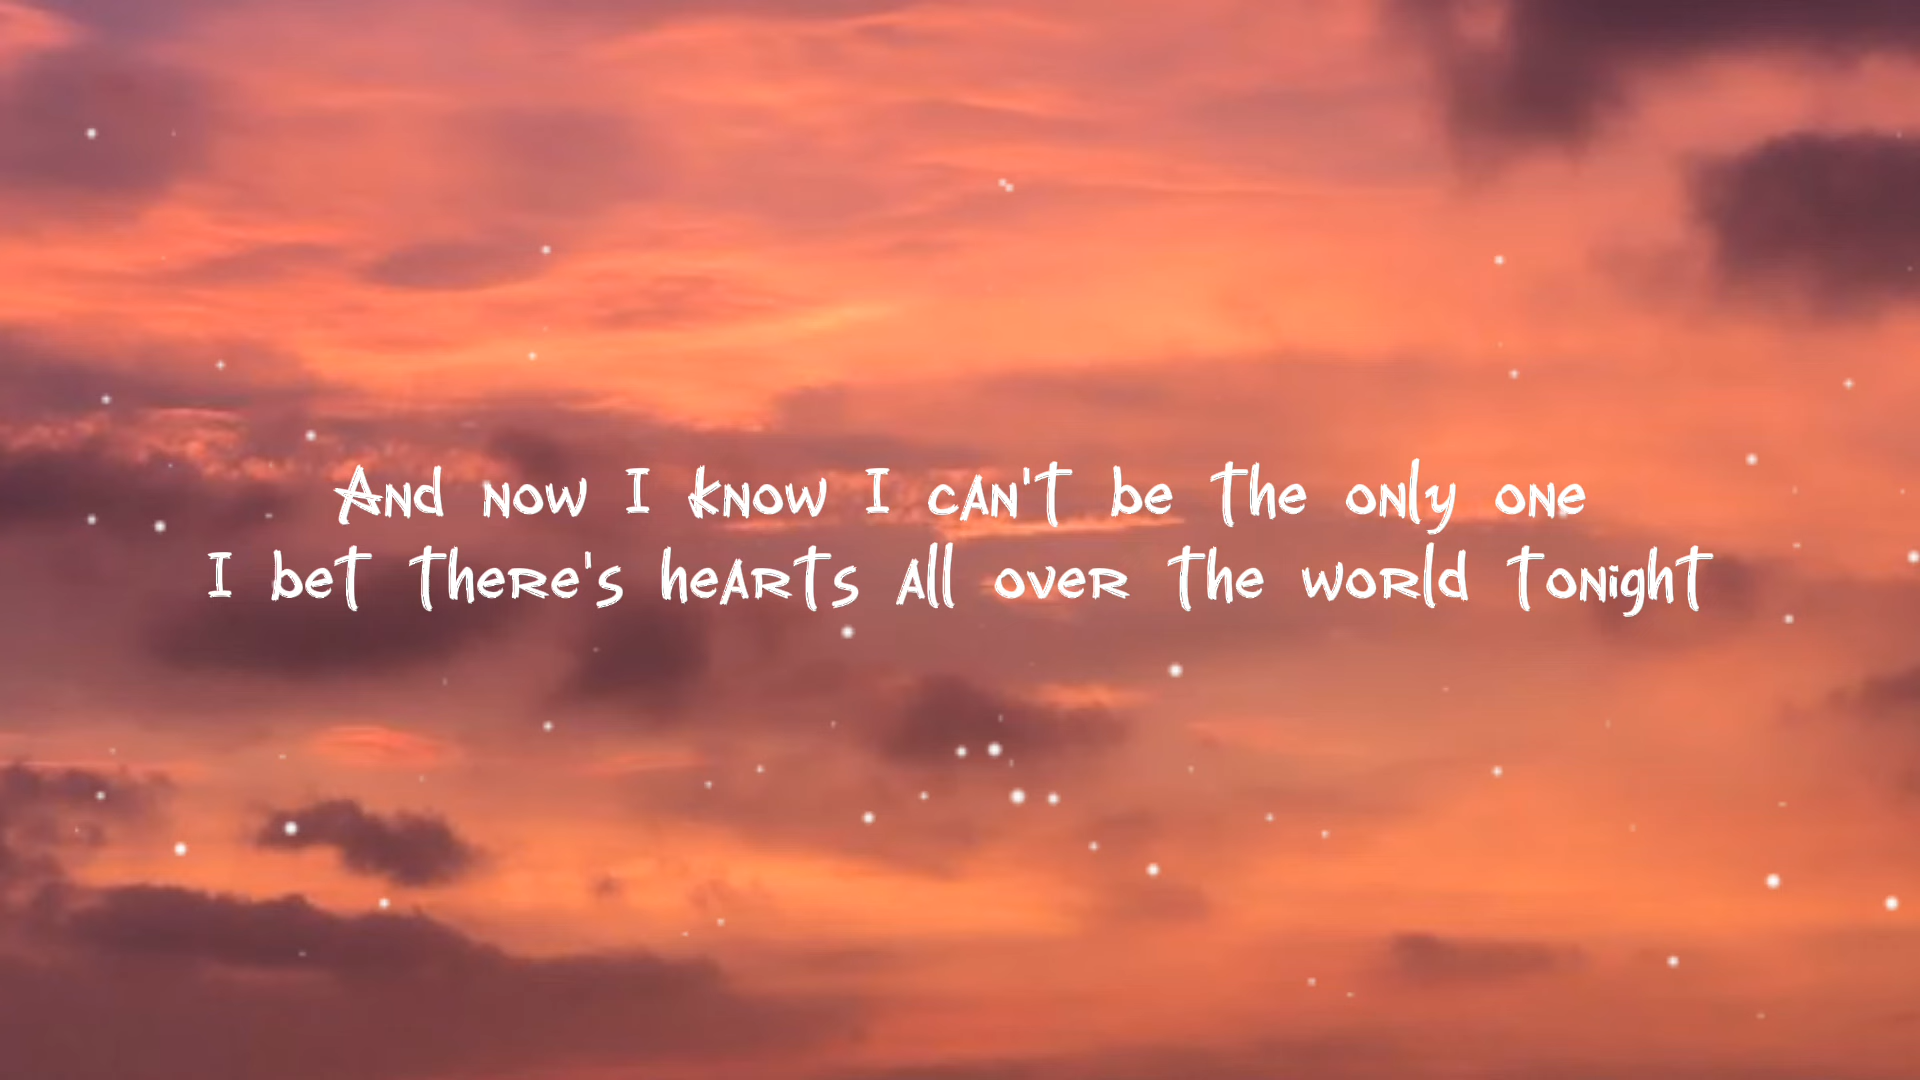 And now I know I can't be the only one
I bet there's hearts all over the world tonight